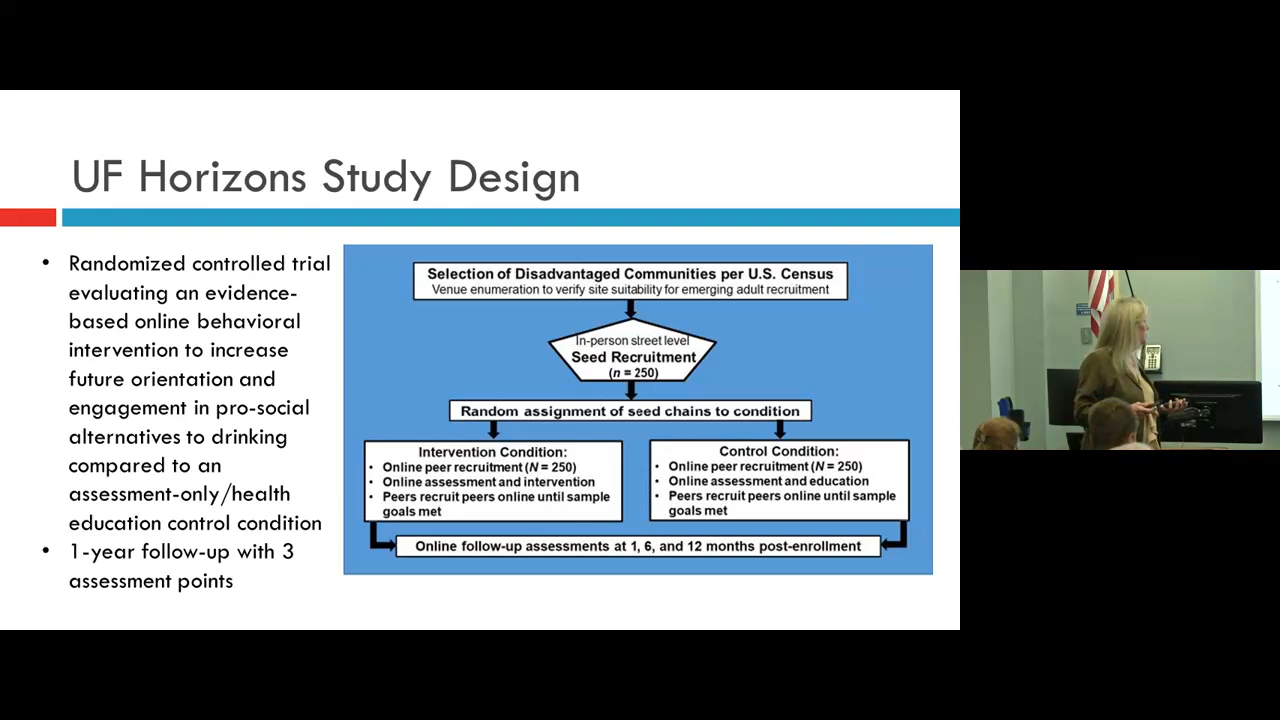 UF Horizons Study Design
• Randomized controlled trial
evaluating an evidence-
based online behavioral
intervention to increase
future orientation and
engagement in pro-social
alternatives to drinking
compared to an
assessment-only/health
education control condition
• 1-year follow-up with 3
assessment points
Selection of Disadvantaged Communities per U.S. Census
Venue enumeration to verify site suitability for emerging adult recruitment
In-person street level
Seed Recruitment
(n = 250)
Random assignment of seed chains to condition
Intervention Condition:
• Online peer recruitment (N = 250)
• Online assessment and intervention
• Peers recruit peers online until sample
goals met
Control Condition:
• Online peer recruitment (N = 250)
• Online assessment and education
• Peers recruit peers online until sample
goals met
Online follow-up assessments at 1, 6, and 12 months post-enrollment